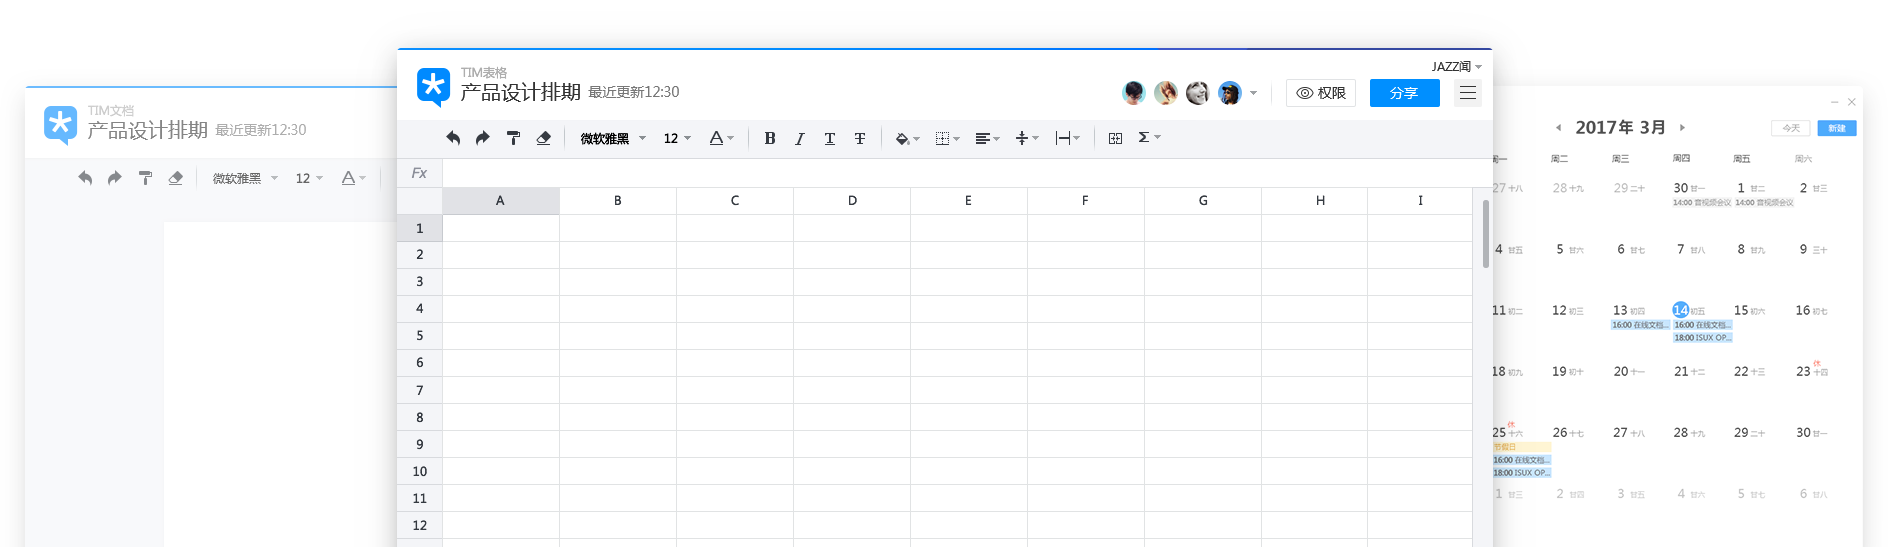 TIM文档
产品设计排期 最近更新12:30
微软雅黑 12 A
TIM表格
产品设计排期 最近更新12:30
JAZZ闻
权限 分享
微软雅黑 12 A B I T T Σ
Fx
A B C D E F G H I
1
2
3
4
5
6
7
8
9
10
11
12
2017年 3月
今天 新建
周一 周二 周三 周四 周五 周六
27 十八 28 十九 29 二十 30 廿一 1 廿二 2 廿三
14:00 音视频会议 14:00 音视频会议
4 廿五 5 廿六 6 廿七 7 廿八 8 廿九 9 三十
11 初二 12 初三 13 初四 14 初五 15 初六 16 初七
16:00 在线文档... 16:00 在线文档...
18:00 ISUX OP...
休
18 初九 19 初十 20 十一 21 十二 22 十三 23 十四
休
25 十六 26 十七 27 十八 28 十九 29 二十 30 廿一
节假日
16:00 在线文档...
18:00 ISUX OP...
1 廿三 2 廿四 3 廿五 4 廿六 5 廿七 6 廿八